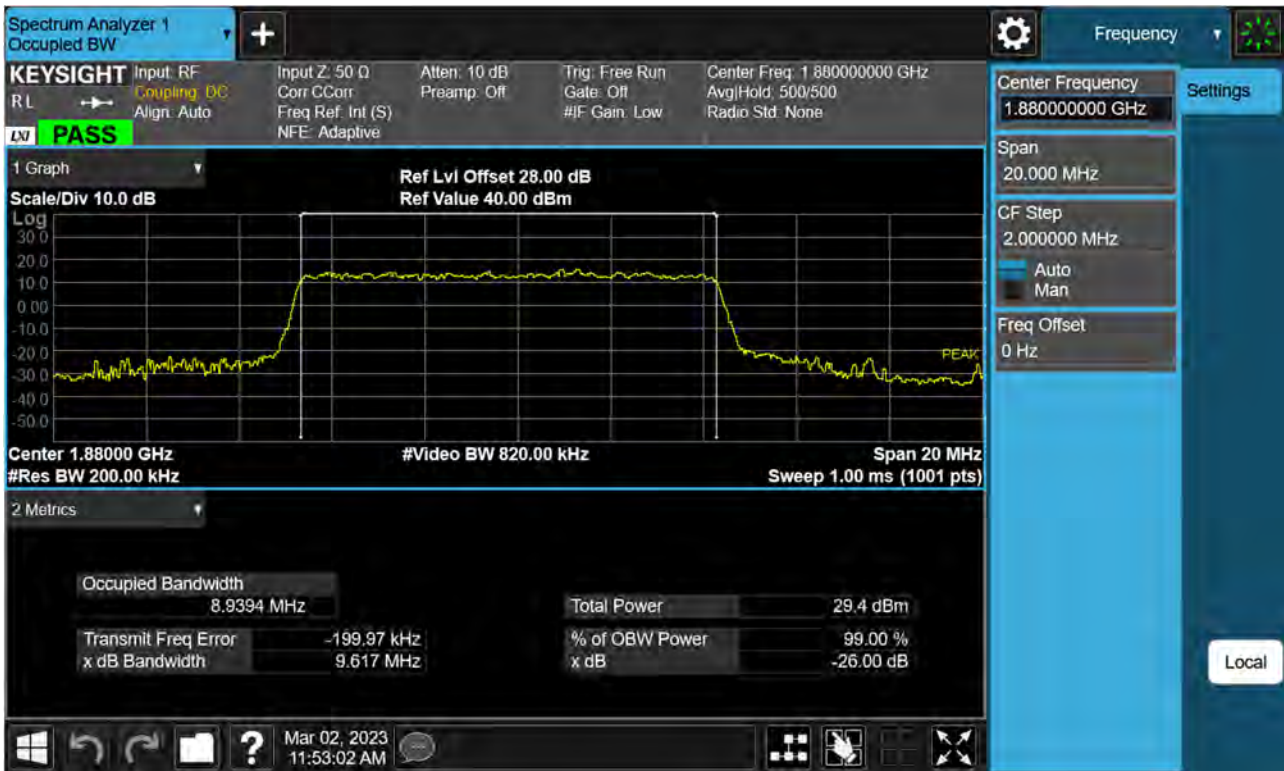 Spectrum Analyzer 1
Occupied BW
+
Frequency
KEYSIGHT
R L
LXI PASS
Input: RF
Coupling: DC
Align: Auto
Input Z: 50 Ω
Corr CCorr
Freq Ref: Int (S)
NFE: Adaptive
Atten: 10 dB
Preamp: Off
Trig: Free Run
Gate: Off
#IF Gain: Low
Center Freq: 1.880000000 GHz
Avg|Hold: 500/500
Radio Std: None
Center Frequency
1.880000000 GHz
Settings
Span
20.000 MHz
CF Step
2.000000 MHz
Auto
Man
Freq Offset
0 Hz
Local
1 Graph
Scale/Div 10.0 dB
Ref Lvl Offset 28.00 dB
Ref Value 40.00 dBm
Log
30.0
20.0
10.0
0.00
-10.0
-20.0
-30.0
-40.0
-50.0
PEAK
Center 1.88000 GHz
#Res BW 200.00 kHz
#Video BW 820.00 kHz
Span 20 MHz
Sweep 1.00 ms (1001 pts)
2 Metrics
Occupied Bandwidth
8.9394 MHz
Transmit Freq Error -199.97 kHz
x dB Bandwidth 9.617 MHz
Total Power 29.4 dBm
% of OBW Power 99.00 %
x dB -26.00 dB
?
Mar 02, 2023
11:53:02 AM